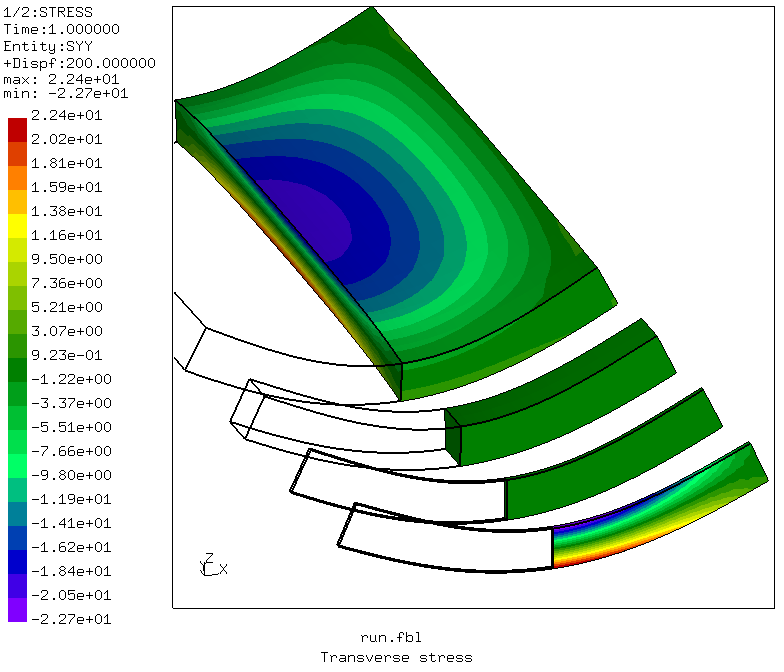 1/2:STRESS
Time:1.000000
Entity:SYY
+Dispf:200.000000
max: 2.24e+01
min: -2.27e+01
2.24e+01
2.02e+01
1.81e+01
1.59e+01
1.38e+01
1.16e+01
9.50e+00
7.36e+00
5.21e+00
3.07e+00
9.23e-01
-1.22e+00
-3.37e+00
-5.51e+00
-7.66e+00
-9.80e+00
-1.19e+01
-1.41e+01
-1.62e+01
-1.84e+01
-2.05e+01
-2.27e+01
Z
Y X
run.fbl
Transverse stress